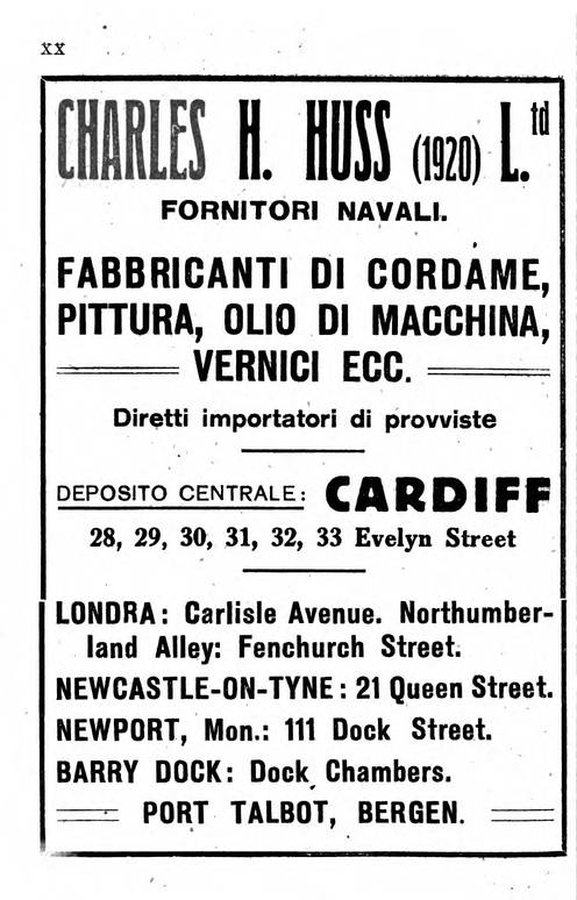 xx
CHARLES H. HUSS (1920) L.td
FORNITORI NAVALI.
FABBRICANTI DI CORDAME,
PITTURA, OLIO DI MACCHINA,
VERNICI ECC.
Diretti importatori di provviste
DEPOSITO CENTRALE: CARDIFF
28, 29, 30, 31, 32, 33 Evelyn Street
LONDRA: Carlisle Avenue. Northumber-
land Alley: Fenchurch Street.
NEWCASTLE-ON-TYNE: 21 Queen Street.
NEWPORT, Mon.: 111 Dock Street.
BARRY DOCK: Dock Chambers.
PORT TALBOT, BERGEN.